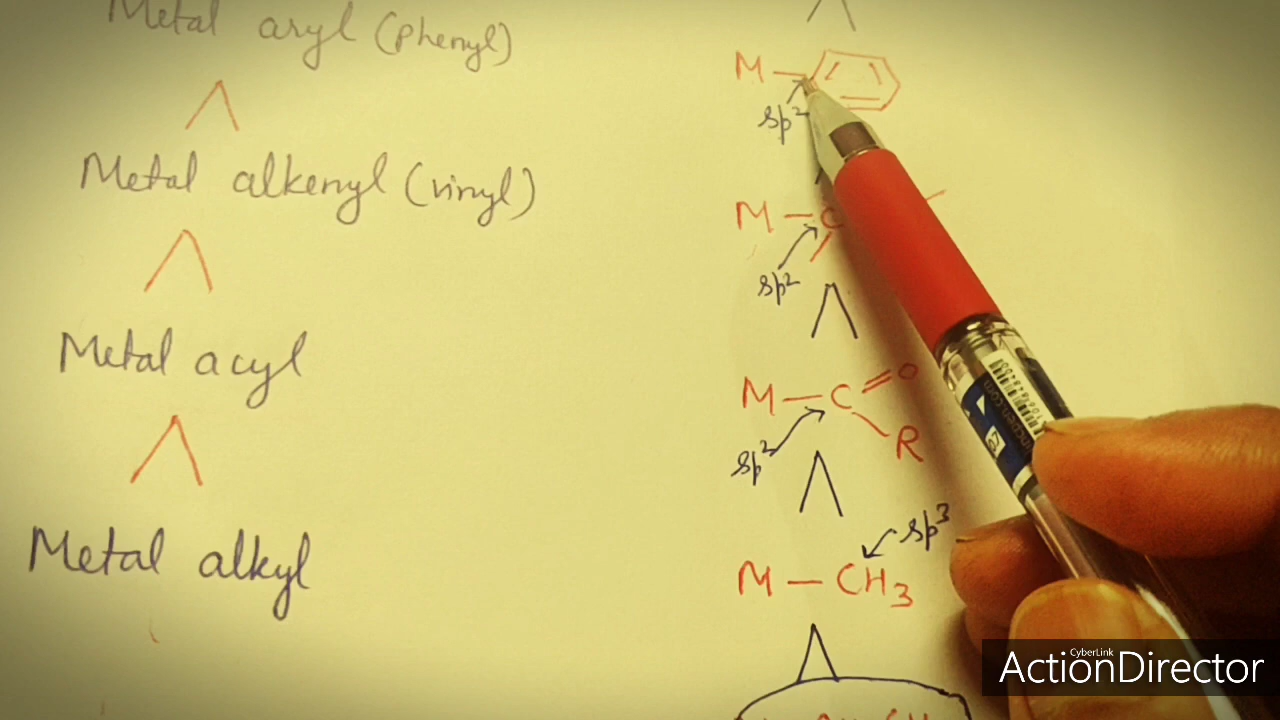 Metal aryl (phenyl)
Metal alkenyl (vinyl)
Metal acyl
Metal alkyl
M
sp²
M — C
sp²
M — C = O
R
sp²
sp³
M — CH₃
CyberLink
ActionDirector